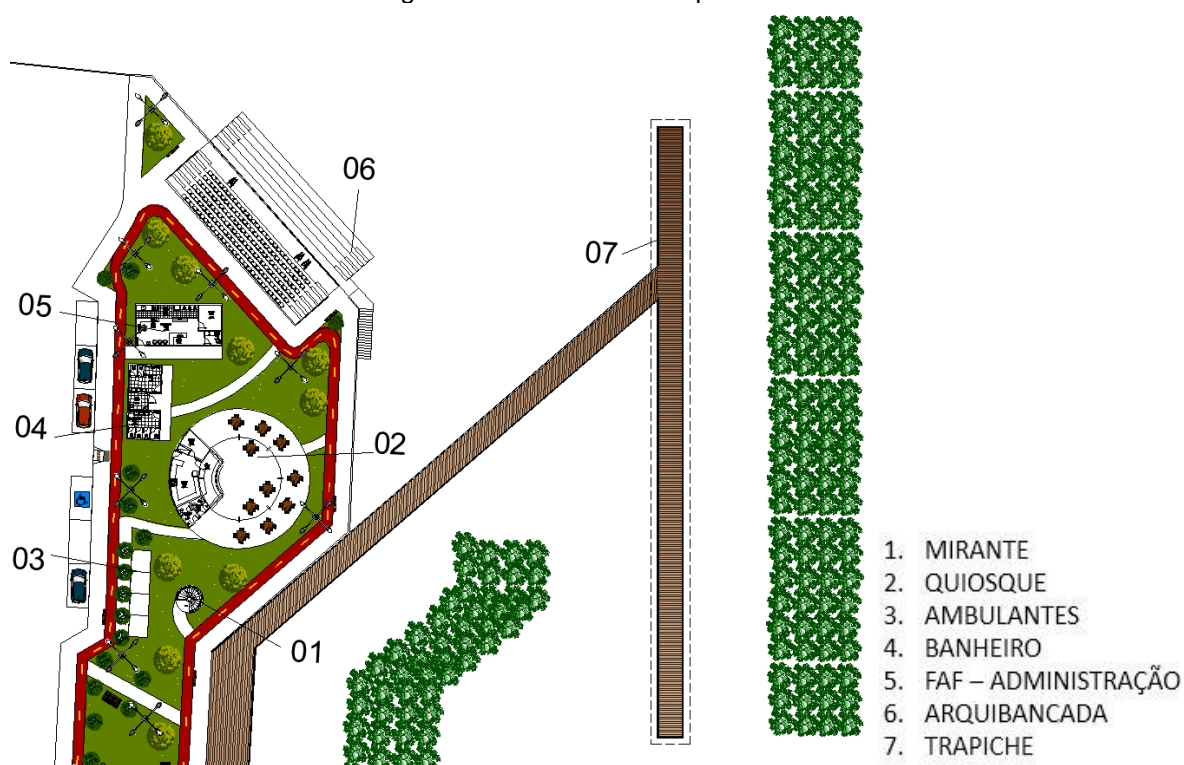 06
07
05
04
02
03
01
1. MIRANTE
2. QUIOSQUE
3. AMBULANTES
4. BANHEIRO
5. FAF – ADMINISTRAÇÃO
6. ARQUIBANCADA
7. TRAPICHE